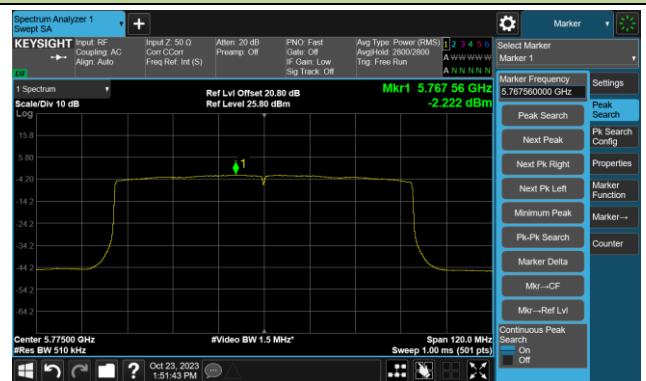 Spectrum Analyzer 1
Swept SA
+
Marker
KEYSIGHT
Input: RF
Coupling: AC
Align: Auto
Input Z: 50 Ω
Corr CCorr
Freq Ref: Int (S)
Atten: 20 dB
Preamp: Off
PNO: Fast
Gate: Off
IF Gain: Low
Sig Track: Off
Avg Type: Power (RMS)
Avg|Hold: 2800/2800
Trig: Free Run
1 2 3 4 5 6
A W W W W W
A N N N N N
LXI
Select Marker
Marker 1
1 Spectrum
Scale/Div 10 dB
Log
Ref Lvl Offset 20.80 dB
Ref Level 25.80 dBm
Mkr1 5.767 56 GHz
-2.222 dBm
15.8
5.80
-4.20
-14.2
-24.2
-34.2
-44.2
-54.2
-64.2
1
Center 5.77500 GHz
#Res BW 510 kHz
#Video BW 1.5 MHz*
Span 120.0 MHz
Sweep 1.00 ms (501 pts)
Marker Frequency
5.767560000 GHz
Peak Search
Next Peak
Next Pk Right
Next Pk Left
Minimum Peak
Pk-Pk Search
Marker Delta
Mkr→CF
Mkr→Ref Lvl
Continuous Peak
Search
On
Off
Settings
Peak
Search
Pk Search
Config
Properties
Marker
Function
Marker→
Counter
?
Oct 23, 2023
1:51:43 PM